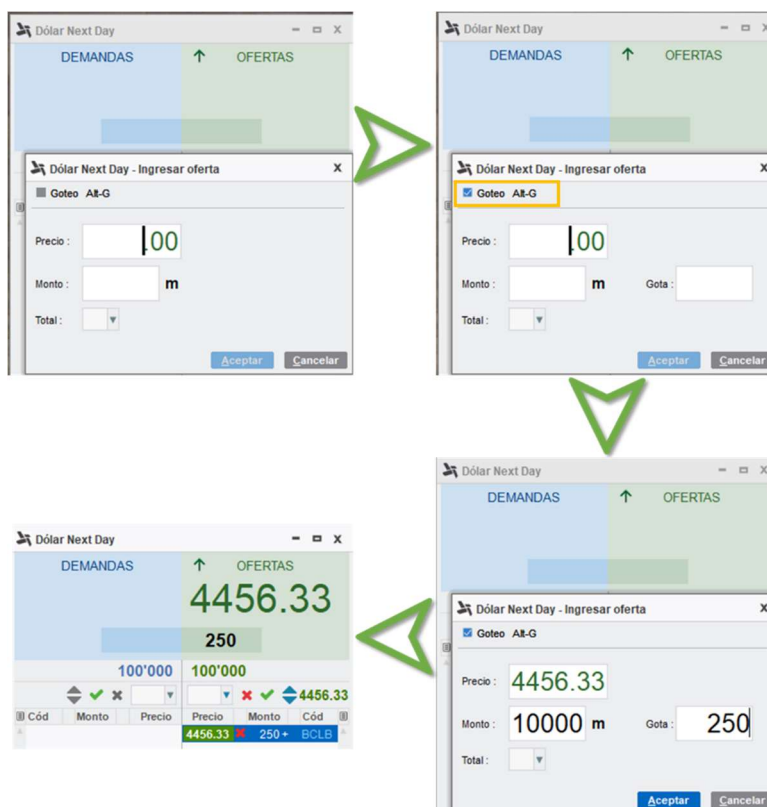 Dólar Next Day
DEMANDAS OFERTAS
Dólar Next Day - Ingresar oferta X
Goteo Alt-G
Precio : .00
Monto : m
Total :
Aceptar Cancelar
Dólar Next Day
DEMANDAS OFERTAS
Dólar Next Day - Ingresar oferta X
Goteo Alt-G
Precio : .00
Monto : m Gota :
Total :
Aceptar Cancelar
Dólar Next Day
DEMANDAS OFERTAS
Dólar Next Day - Ingresar oferta X
Goteo Alt-G
Precio : 4456.33
Monto : 10000 m Gota : 250
Total :
Aceptar Cancelar
Dólar Next Day
DEMANDAS OFERTAS
4456.33
250
100'000 100'000
4456.33
Cód Monto Precio Precio Monto Cód
4456.33 250+ BCLB